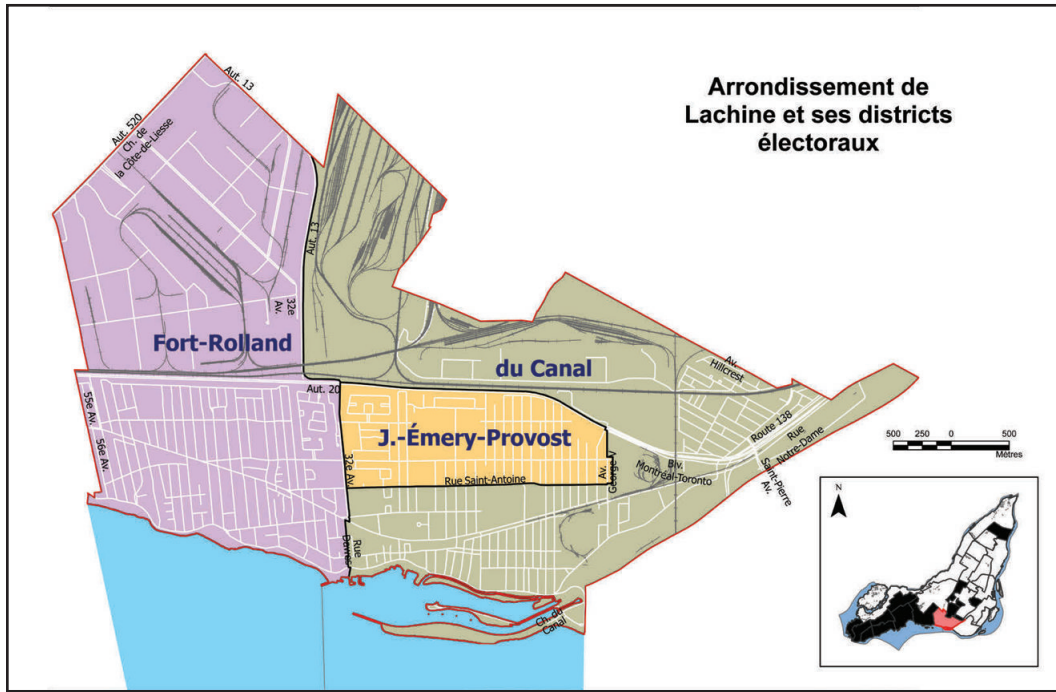 Arrondissement de
Lachine et ses districts
électoraux
Aut. 13
Aut. 520
Ch. de
la Côte-de-Liesse
Aut. 13
32e
Av.
Fort-Rolland
du Canal
Av.
Hillcrest
Aut. 20
55e Av.
56e Av.
J.-Émery-Provost
32e Av.
Rue Saint-Antoine
Av.
George V
Blv.
Montréal-Toronto
Route 138
Rue
Notre-Dame
Saint-Pierre
Av.
500 250 0 500
Mètres
N
Ch. du
Canal